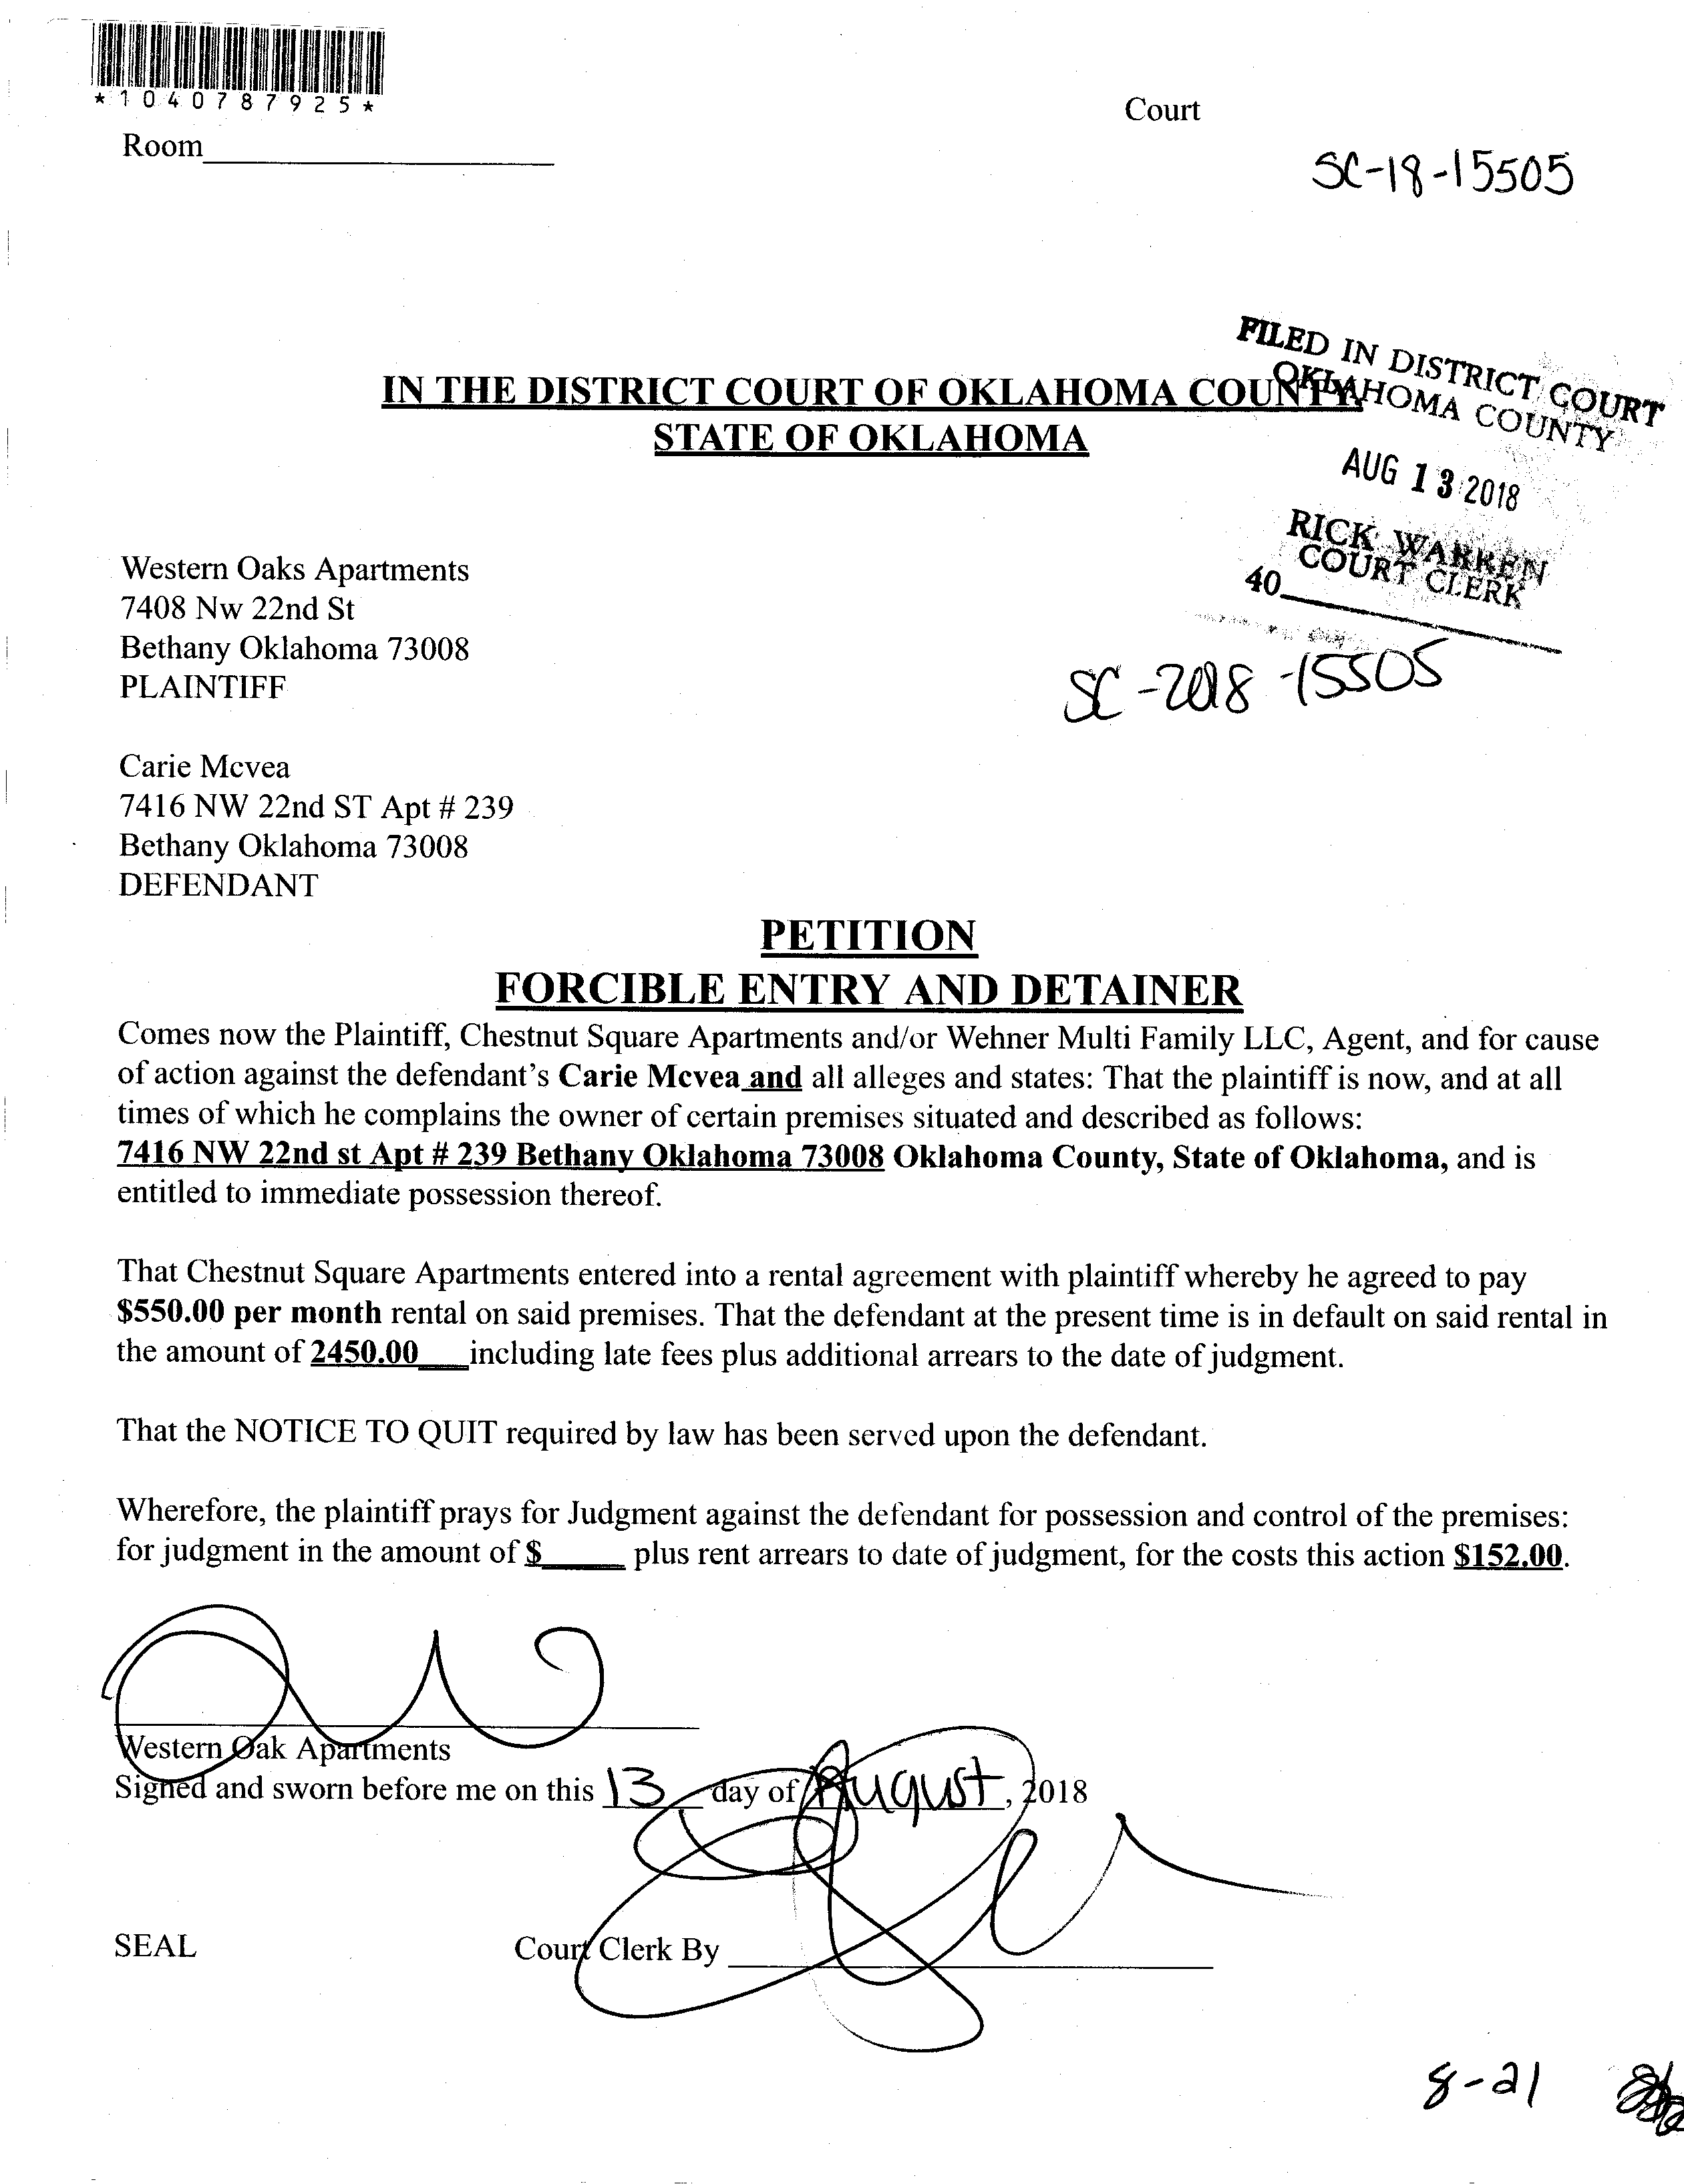 *1040787925*
Court
Room
SC-18-15505
FILED IN DISTRICT COURT
OKLAHOMA COUNTY
IN THE DISTRICT COURT OF OKLAHOMA COUNTY
STATE OF OKLAHOMA
AUG 13 2018
RICK WARREN
COURT CLERK
40
Western Oaks Apartments
7408 Nw 22nd St
Bethany Oklahoma 73008
PLAINTIFF
SC-2018-15505
Carie Mcvea
7416 NW 22nd ST Apt # 239
Bethany Oklahoma 73008
DEFENDANT
PETITION
FORCIBLE ENTRY AND DETAINER
Comes now the Plaintiff, Chestnut Square Apartments and/or Wehner Multi Family LLC, Agent, and for cause
of action against the defendant's Carie Mcvea and all alleges and states: That the plaintiff is now, and at all
times of which he complains the owner of certain premises situated and described as follows:
7416 NW 22nd st Apt # 239 Bethany Oklahoma 73008 Oklahoma County, State of Oklahoma, and is
entitled to immediate possession thereof.
That Chestnut Square Apartments entered into a rental agreement with plaintiff whereby he agreed to pay
$550.00 per month rental on said premises. That the defendant at the present time is in default on said rental in
the amount of 2450.00___including late fees plus additional arrears to the date of judgment.
That the NOTICE TO QUIT required by law has been served upon the defendant.
Wherefore, the plaintiff prays for Judgment against the defendant for possession and control of the premises:
for judgment in the amount of $_____ plus rent arrears to date of judgment, for the costs this action $152.00.
Western Oak Apartments
Signed and sworn before me on this 13 day of August, 2018
SEAL
Court Clerk By
8-21